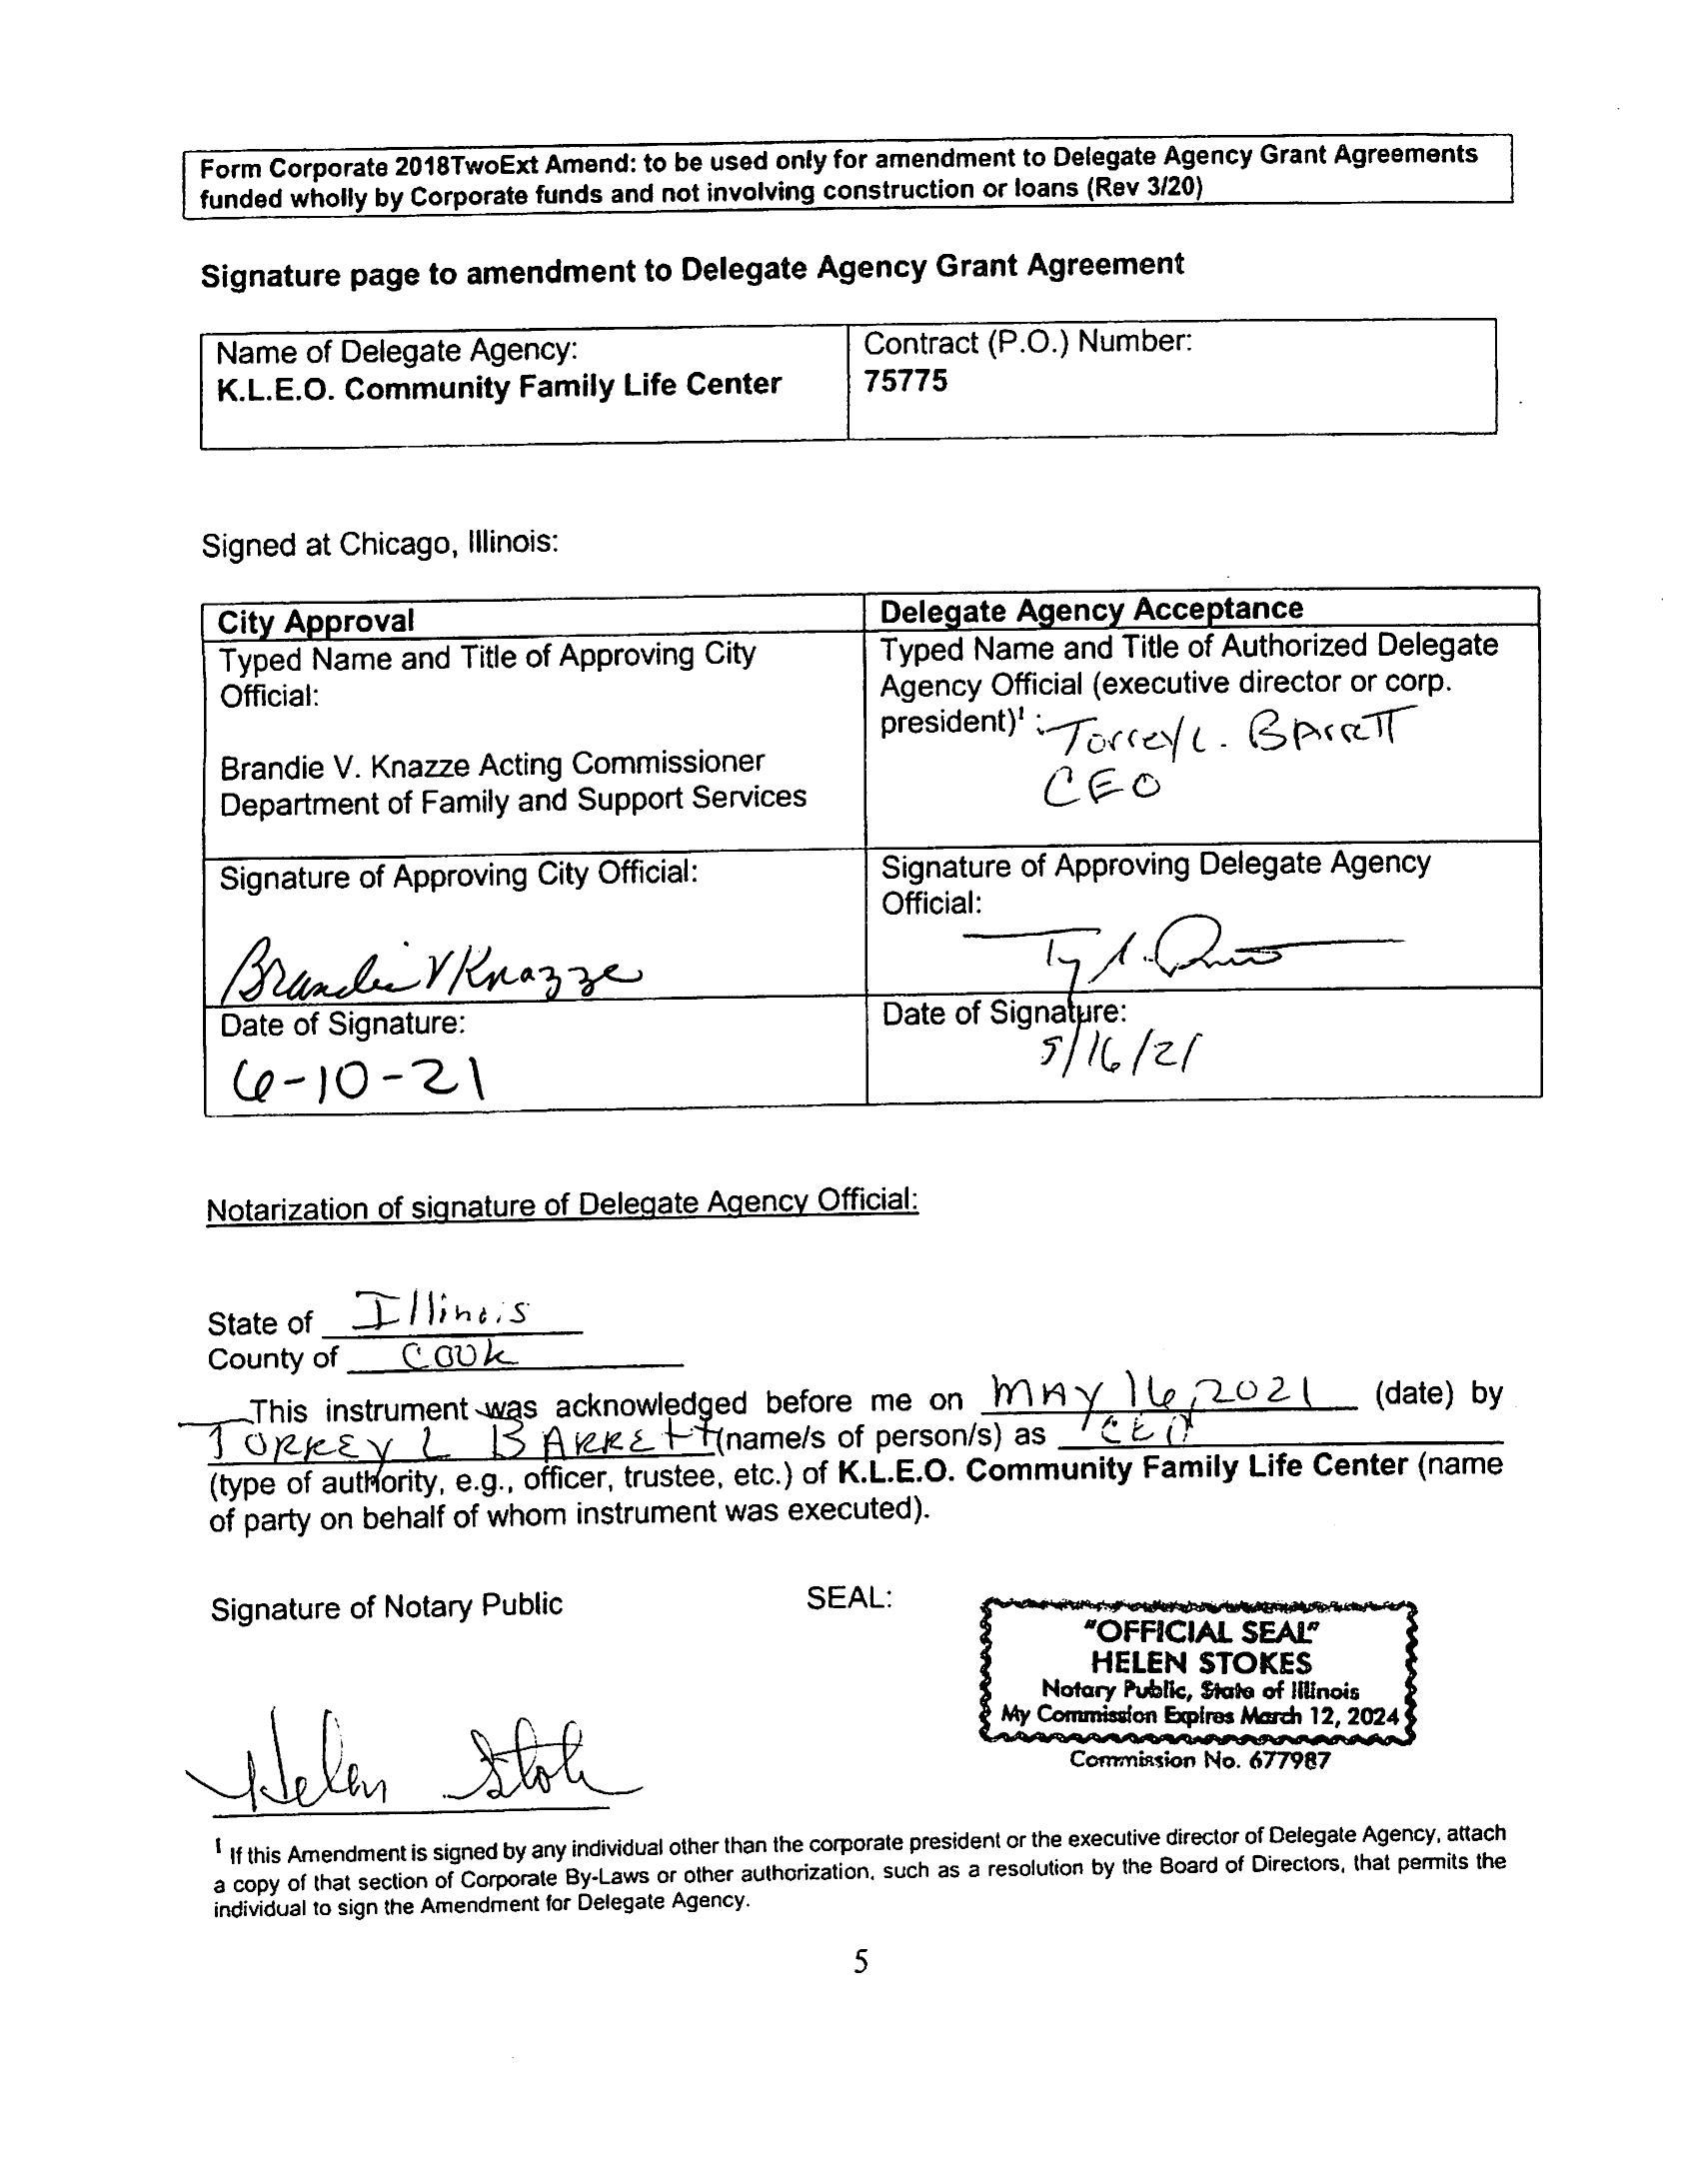 Form Corporate 2018TwoExt Amend: to be used only for amendment to Delegate Agency Grant Agreements
funded wholly by Corporate funds and not involving construction or loans (Rev 3/20)
Signature page to amendment to Delegate Agency Grant Agreement
Name of Delegate Agency:
K.L.E.O. Community Family Life Center
Contract (P.O.) Number:
75775
Signed at Chicago, Illinois:
City Approval
Typed Name and Title of Approving City
Official:
Brandie V. Knazze Acting Commissioner
Department of Family and Support Services
Delegate Agency Acceptance
Typed Name and Title of Authorized Delegate
Agency Official (executive director or corp.
president)¹ : Torrey L. Barrett
CEO
Signature of Approving City Official:
Brandie V Knazze
Signature of Approving Delegate Agency
Official:
Date of Signature:
6-10-21
Date of Signature:
5/16/21
Notarization of signature of Delegate Agency Official:
State of Illinois
County of Cook
This instrument was acknowledged before me on MAY 16, 2021 (date) by
TORREY L BARRETT (name/s of person/s) as CEO
(type of authority, e.g., officer, trustee, etc.) of K.L.E.O. Community Family Life Center (name
of party on behalf of whom instrument was executed).
Signature of Notary Public
SEAL:
"OFFICIAL SEAL"
HELEN STOKES
Notary Public, State of Illinois
My Commission Expires March 12, 2024
Commission No. 677987
Helen Stokes
¹ If this Amendment is signed by any individual other than the corporate president or the executive director of Delegate Agency, attach
a copy of that section of Corporate By-Laws or other authorization, such as a resolution by the Board of Directors, that permits the
individual to sign the Amendment for Delegate Agency.
5